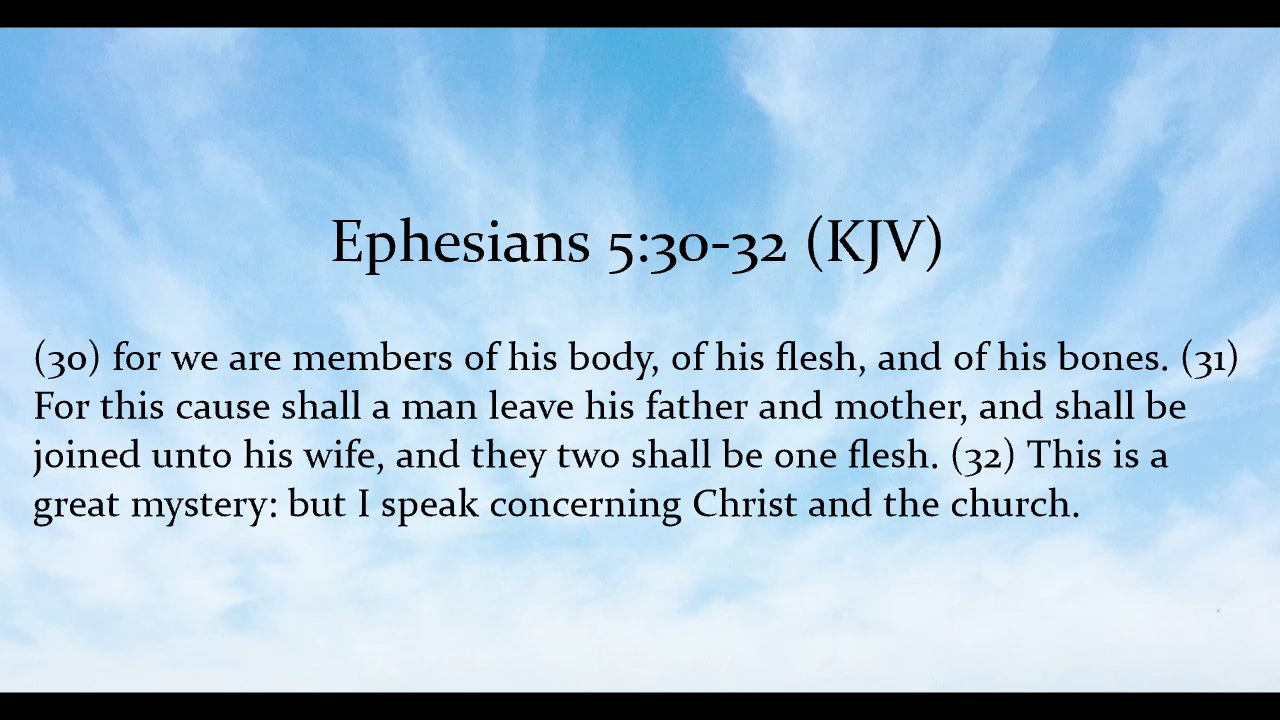 Ephesians 5:30-32 (KJV)
(30) for we are members of his body, of his flesh, and of his bones. (31)
For this cause shall a man leave his father and mother, and shall be
joined unto his wife, and they two shall be one flesh. (32) This is a
great mystery: but I speak concerning Christ and the church.